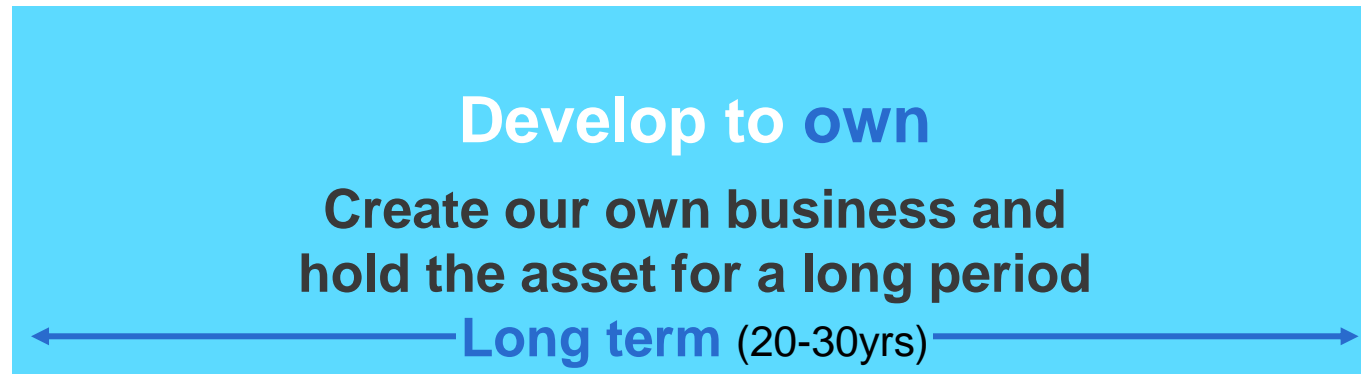 Develop to own
Create our own business and
hold the asset for a long period
Long term (20-30yrs)